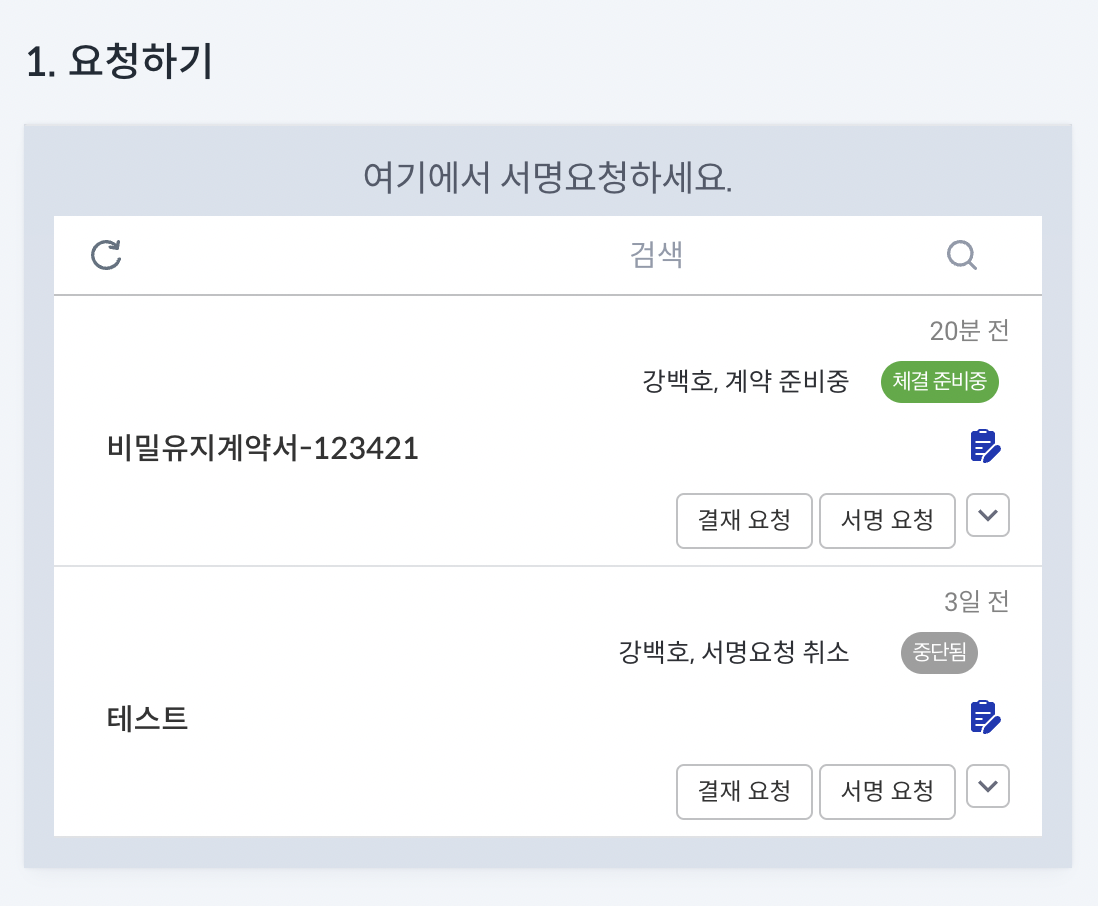 1. 요청하기
여기에서 서명요청하세요.
검색
20분 전
강백호, 계약 준비중 체결 준비중
비밀유지계약서-123421
결재 요청 서명 요청
3일 전
강백호, 서명요청 취소 중단됨
테스트
결재 요청 서명 요청